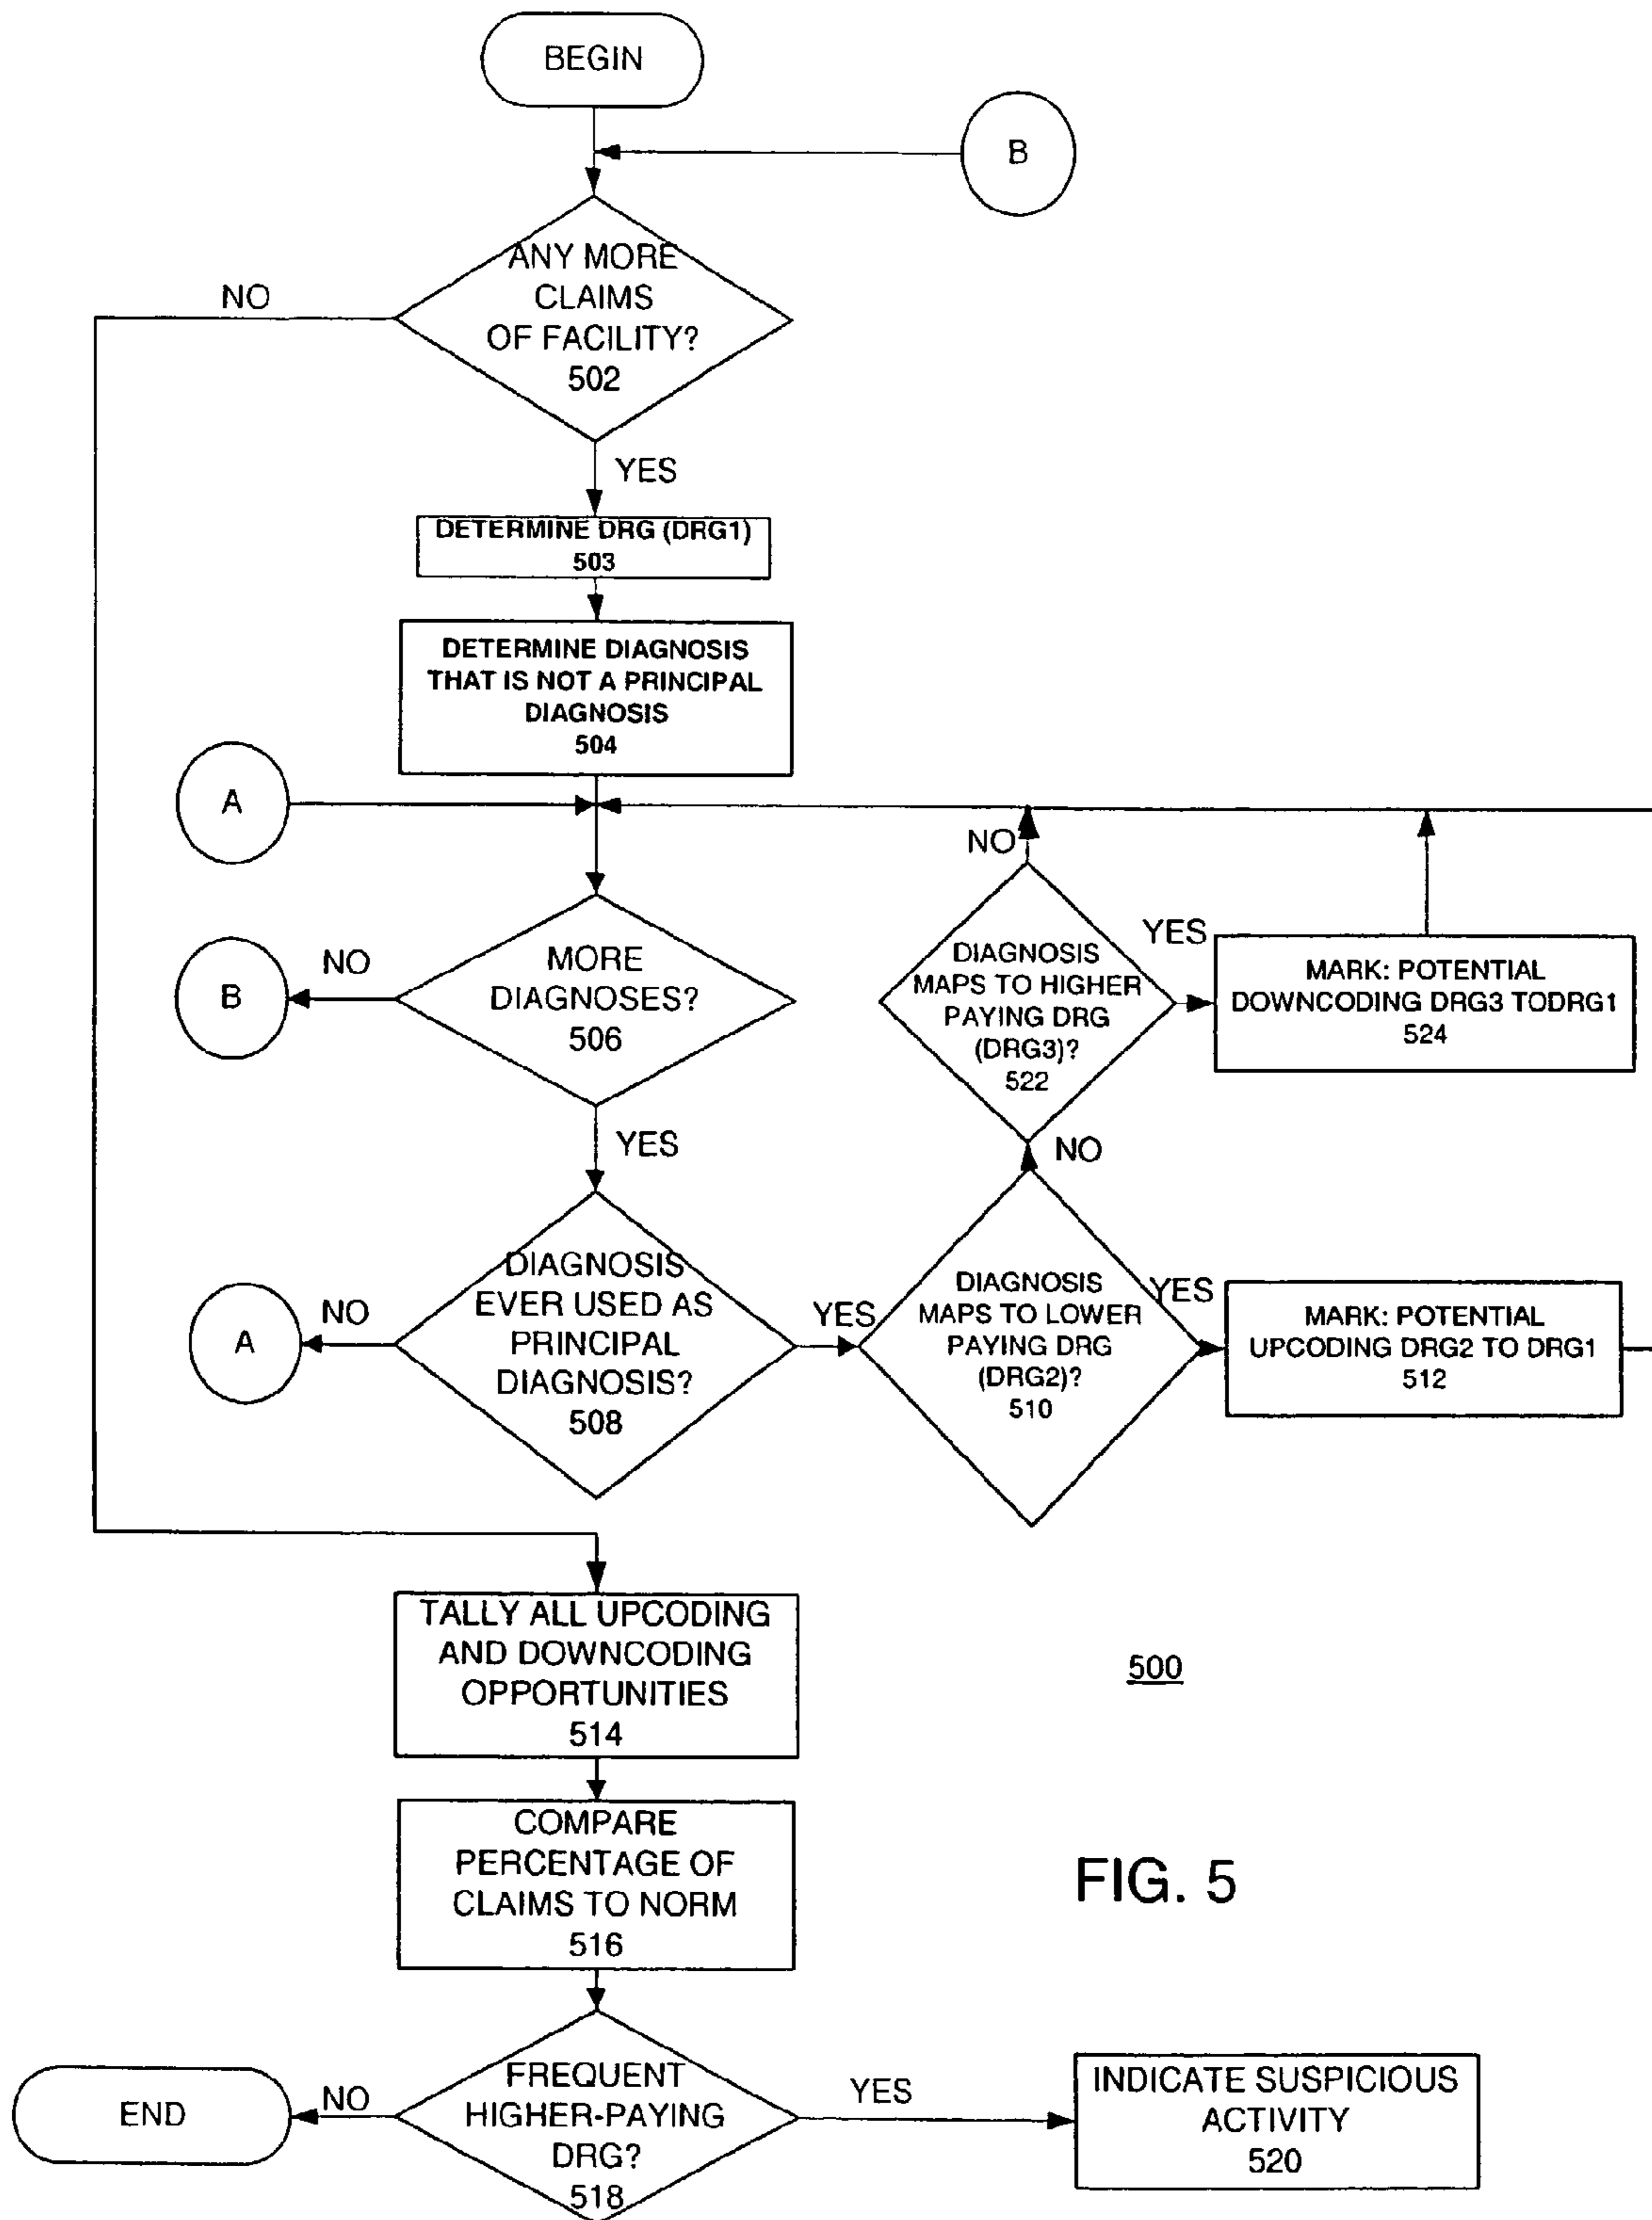 BEGIN
B
ANY MORE
CLAIMS
OF FACILITY?
502
NO
YES
DETERMINE DRG (DRG1)
503
DETERMINE DIAGNOSIS
THAT IS NOT A PRINCIPAL
DIAGNOSIS
504
A
NO
MORE
DIAGNOSES?
506
NO
B
YES
DIAGNOSIS
MAPS TO HIGHER
PAYING DRG
(DRG3)?
522
YES
MARK: POTENTIAL
DOWNCODING DRG3 TODRG1
524
NO
DIAGNOSIS
EVER USED AS
PRINCIPAL
DIAGNOSIS?
508
NO
A
YES
DIAGNOSIS
MAPS TO LOWER
PAYING DRG
(DRG2)?
510
YES
MARK: POTENTIAL
UPCODING DRG2 TO DRG1
512
TALLY ALL UPCODING
AND DOWNCODING
OPPORTUNITIES
514
500
COMPARE
PERCENTAGE OF
CLAIMS TO NORM
516
FIG. 5
FREQUENT
HIGHER-PAYING
DRG?
518
NO
END
YES
INDICATE SUSPICIOUS
ACTIVITY
520